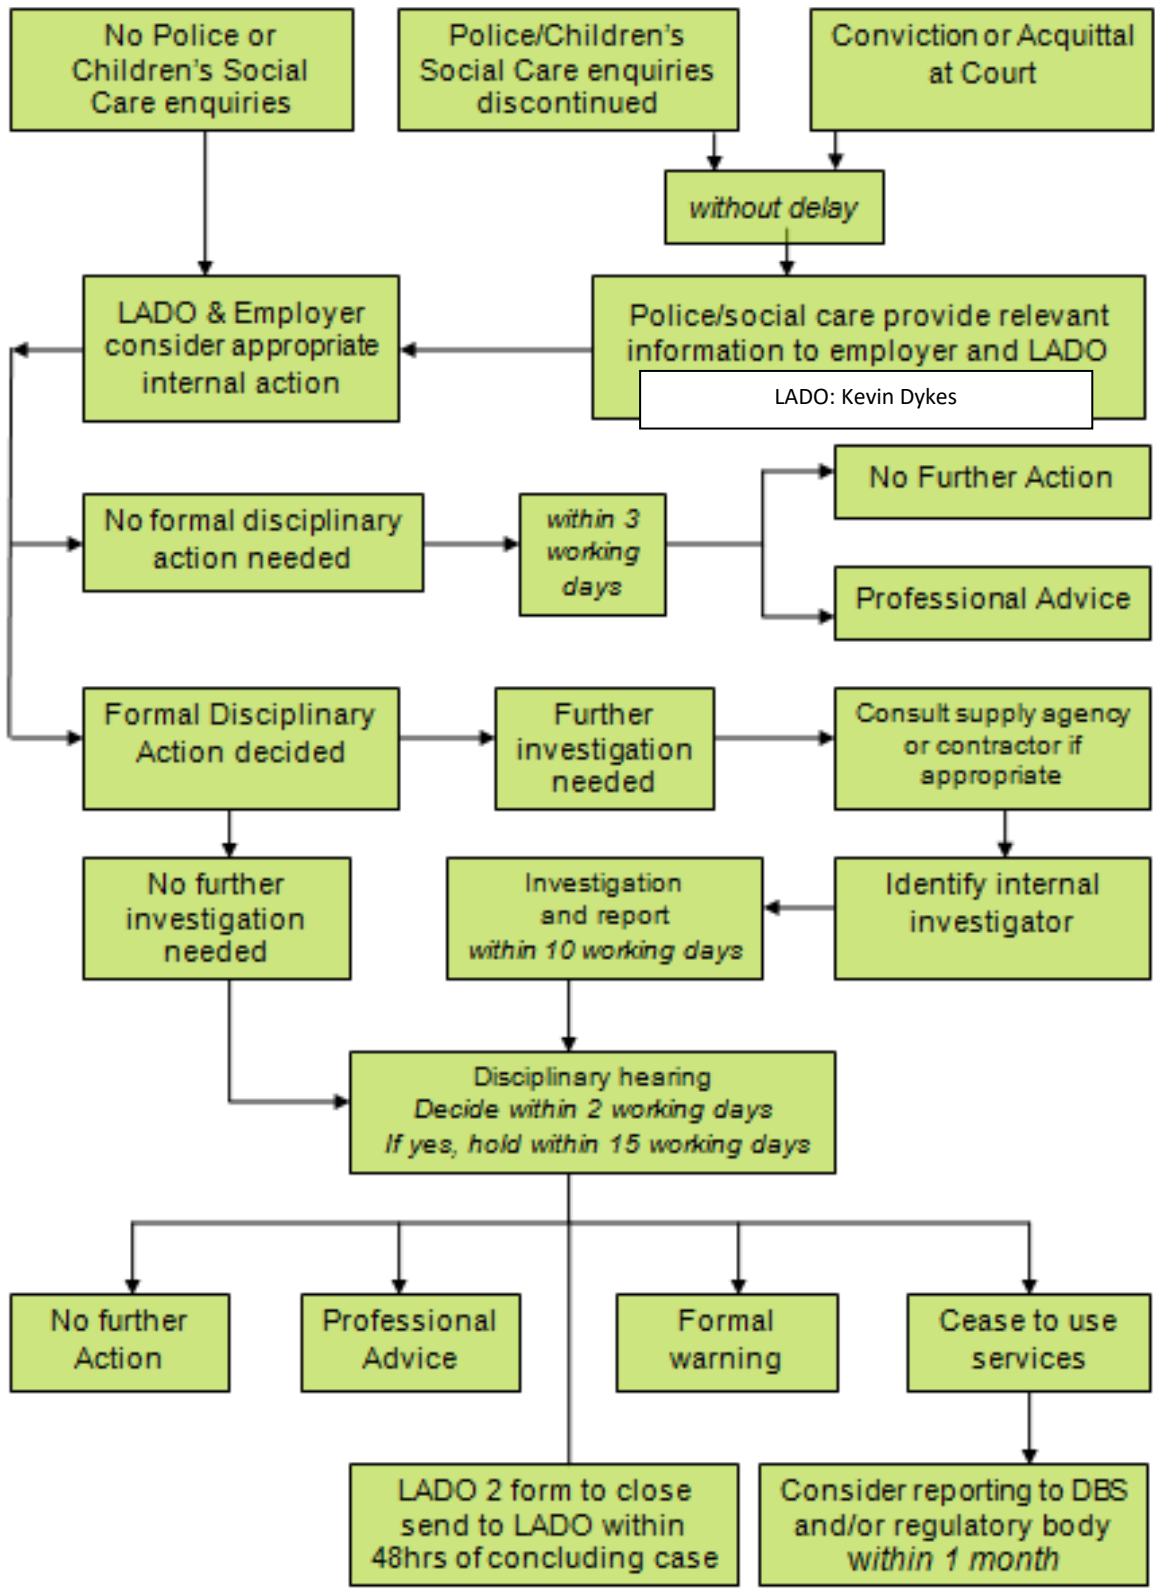 No Police or
Children's Social
Care enquiries
Police/Children's
Social Care enquiries
discontinued
Conviction or Acquittal
at Court
without delay
LADO & Employer
consider appropriate
internal action
Police/social care provide relevant
information to employer and LADO
LADO: Kevin Dykes
No formal disciplinary
action needed
within 3
working
days
No Further Action
Professional Advice
Formal Disciplinary
Action decided
Further
investigation
needed
Consult supply agency
or contractor if
appropriate
No further
investigation
needed
Investigation
and report
within 10 working days
Identify internal
investigator
Disciplinary hearing
Decide within 2 working days
If yes, hold within 15 working days
No further
Action
Professional
Advice
Formal
warning
Cease to use
services
LADO 2 form to close
send to LADO within
48hrs of concluding case
Consider reporting to DBS
and/or regulatory body
within 1 month